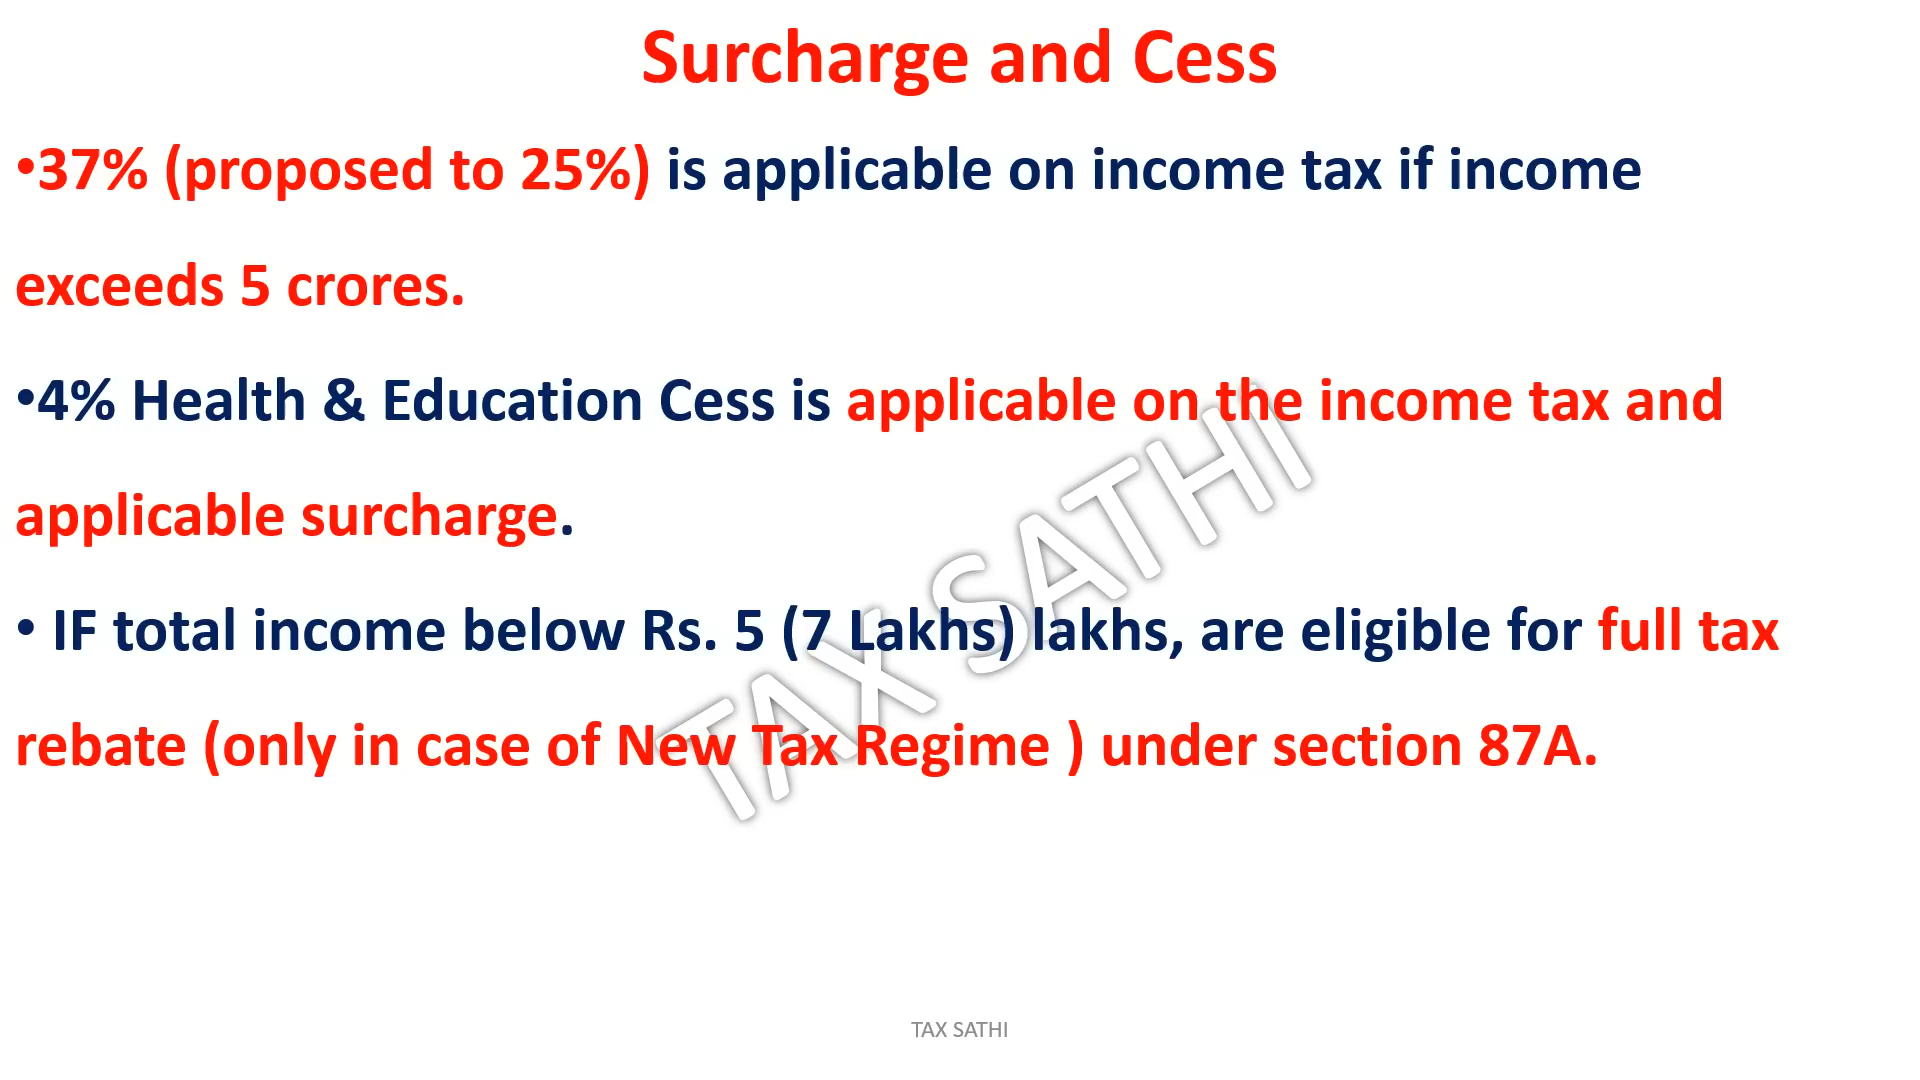 Surcharge and Cess
•37% (proposed to 25%) is applicable on income tax if income
exceeds 5 crores.
•4% Health & Education Cess is applicable on the income tax and
applicable surcharge.
• IF total income below Rs. 5 (7 Lakhs) lakhs, are eligible for full tax
rebate (only in case of New Tax Regime ) under section 87A.
TAX SATHI
TAX SATHI